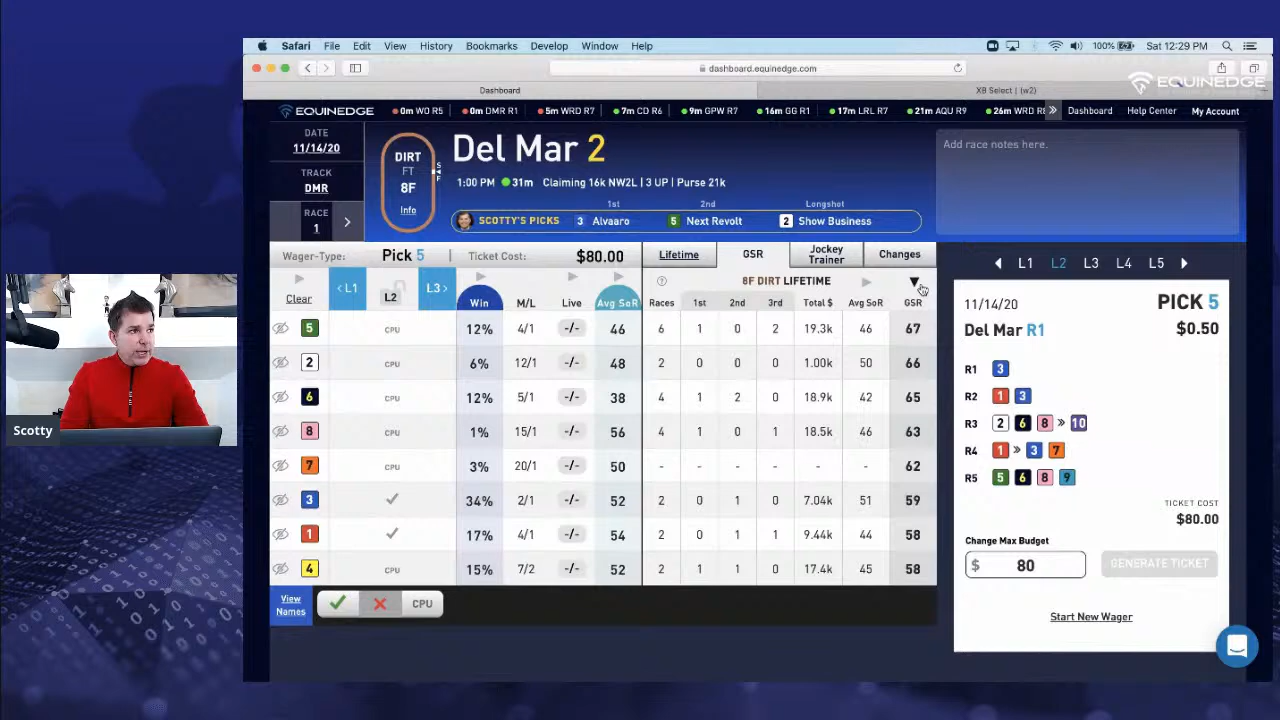 Safari File Edit View History Bookmarks Develop Window Help 100% Sat 12:29 PM
dashboard.equinedge.com
EQUINEDGE
Dashboard XB Select | (w2)
EQUINEDGE 0m WO R5 0m DMR R1 5m WRD R7 7m CD R6 9m GPW R7 16m GG R1 17m LRL R7 21m AQU R9 26m WRD R8 » Dashboard Help Center My Account
DATE
11/14/20
TRACK
DMR
RACE
1
DIRT
FT
8F
Info
S
F
Del Mar 2
1:00 PM 31m Claiming 16k NW2L | 3 UP | Purse 21k
1st 2nd Longshot
SCOTTY'S PICKS 3 Alvaaro 5 Next Revolt 2 Show Business
Add race notes here.
Wager-Type: Pick 5 | Ticket Cost: $80.00
Lifetime GSR Jockey Trainer Changes
Clear ‹L1 L2 L3› Win M/L Live Avg SoR
8F DIRT LIFETIME
Races 1st 2nd 3rd Total $ Avg SoR GSR
5 CPU 12% 4/1 -/- 46 6 1 0 2 19.3k 46 67
2 CPU 6% 12/1 -/- 48 2 0 0 0 1.00k 50 66
6 CPU 12% 5/1 -/- 38 4 1 2 0 18.9k 42 65
8 CPU 1% 15/1 -/- 56 4 1 0 1 18.5k 46 63
7 CPU 3% 20/1 -/- 50 - - - - - - 62
3 34% 2/1 -/- 52 2 0 1 0 7.04k 51 59
1 17% 4/1 -/- 54 2 0 1 1 9.44k 44 58
4 CPU 15% 7/2 -/- 52 2 1 1 0 17.4k 45 58
View Names CPU
L1 L2 L3 L4 L5
11/14/20 PICK 5
Del Mar R1 $0.50
R1 3
R2 1 3
R3 2 6 8 » 10
R4 1 » 3 7
R5 5 6 8 9
TICKET COST
$80.00
Change Max Budget
$ 80 GENERATE TICKET
Start New Wager
Scotty